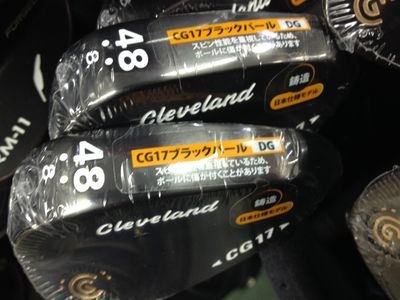 48
8
CG17ブラックパール DG
スピン性能を重視しているため、
ボールに傷が付くことがあります
Cleveland
鋳造
日本仕様モデル
48
8
CG17ブラックパール DG
スピン性能を重視しているため、
ボールに傷が付くことがあります
Cleveland
鋳造
日本仕様モデル
CG17
RM-11